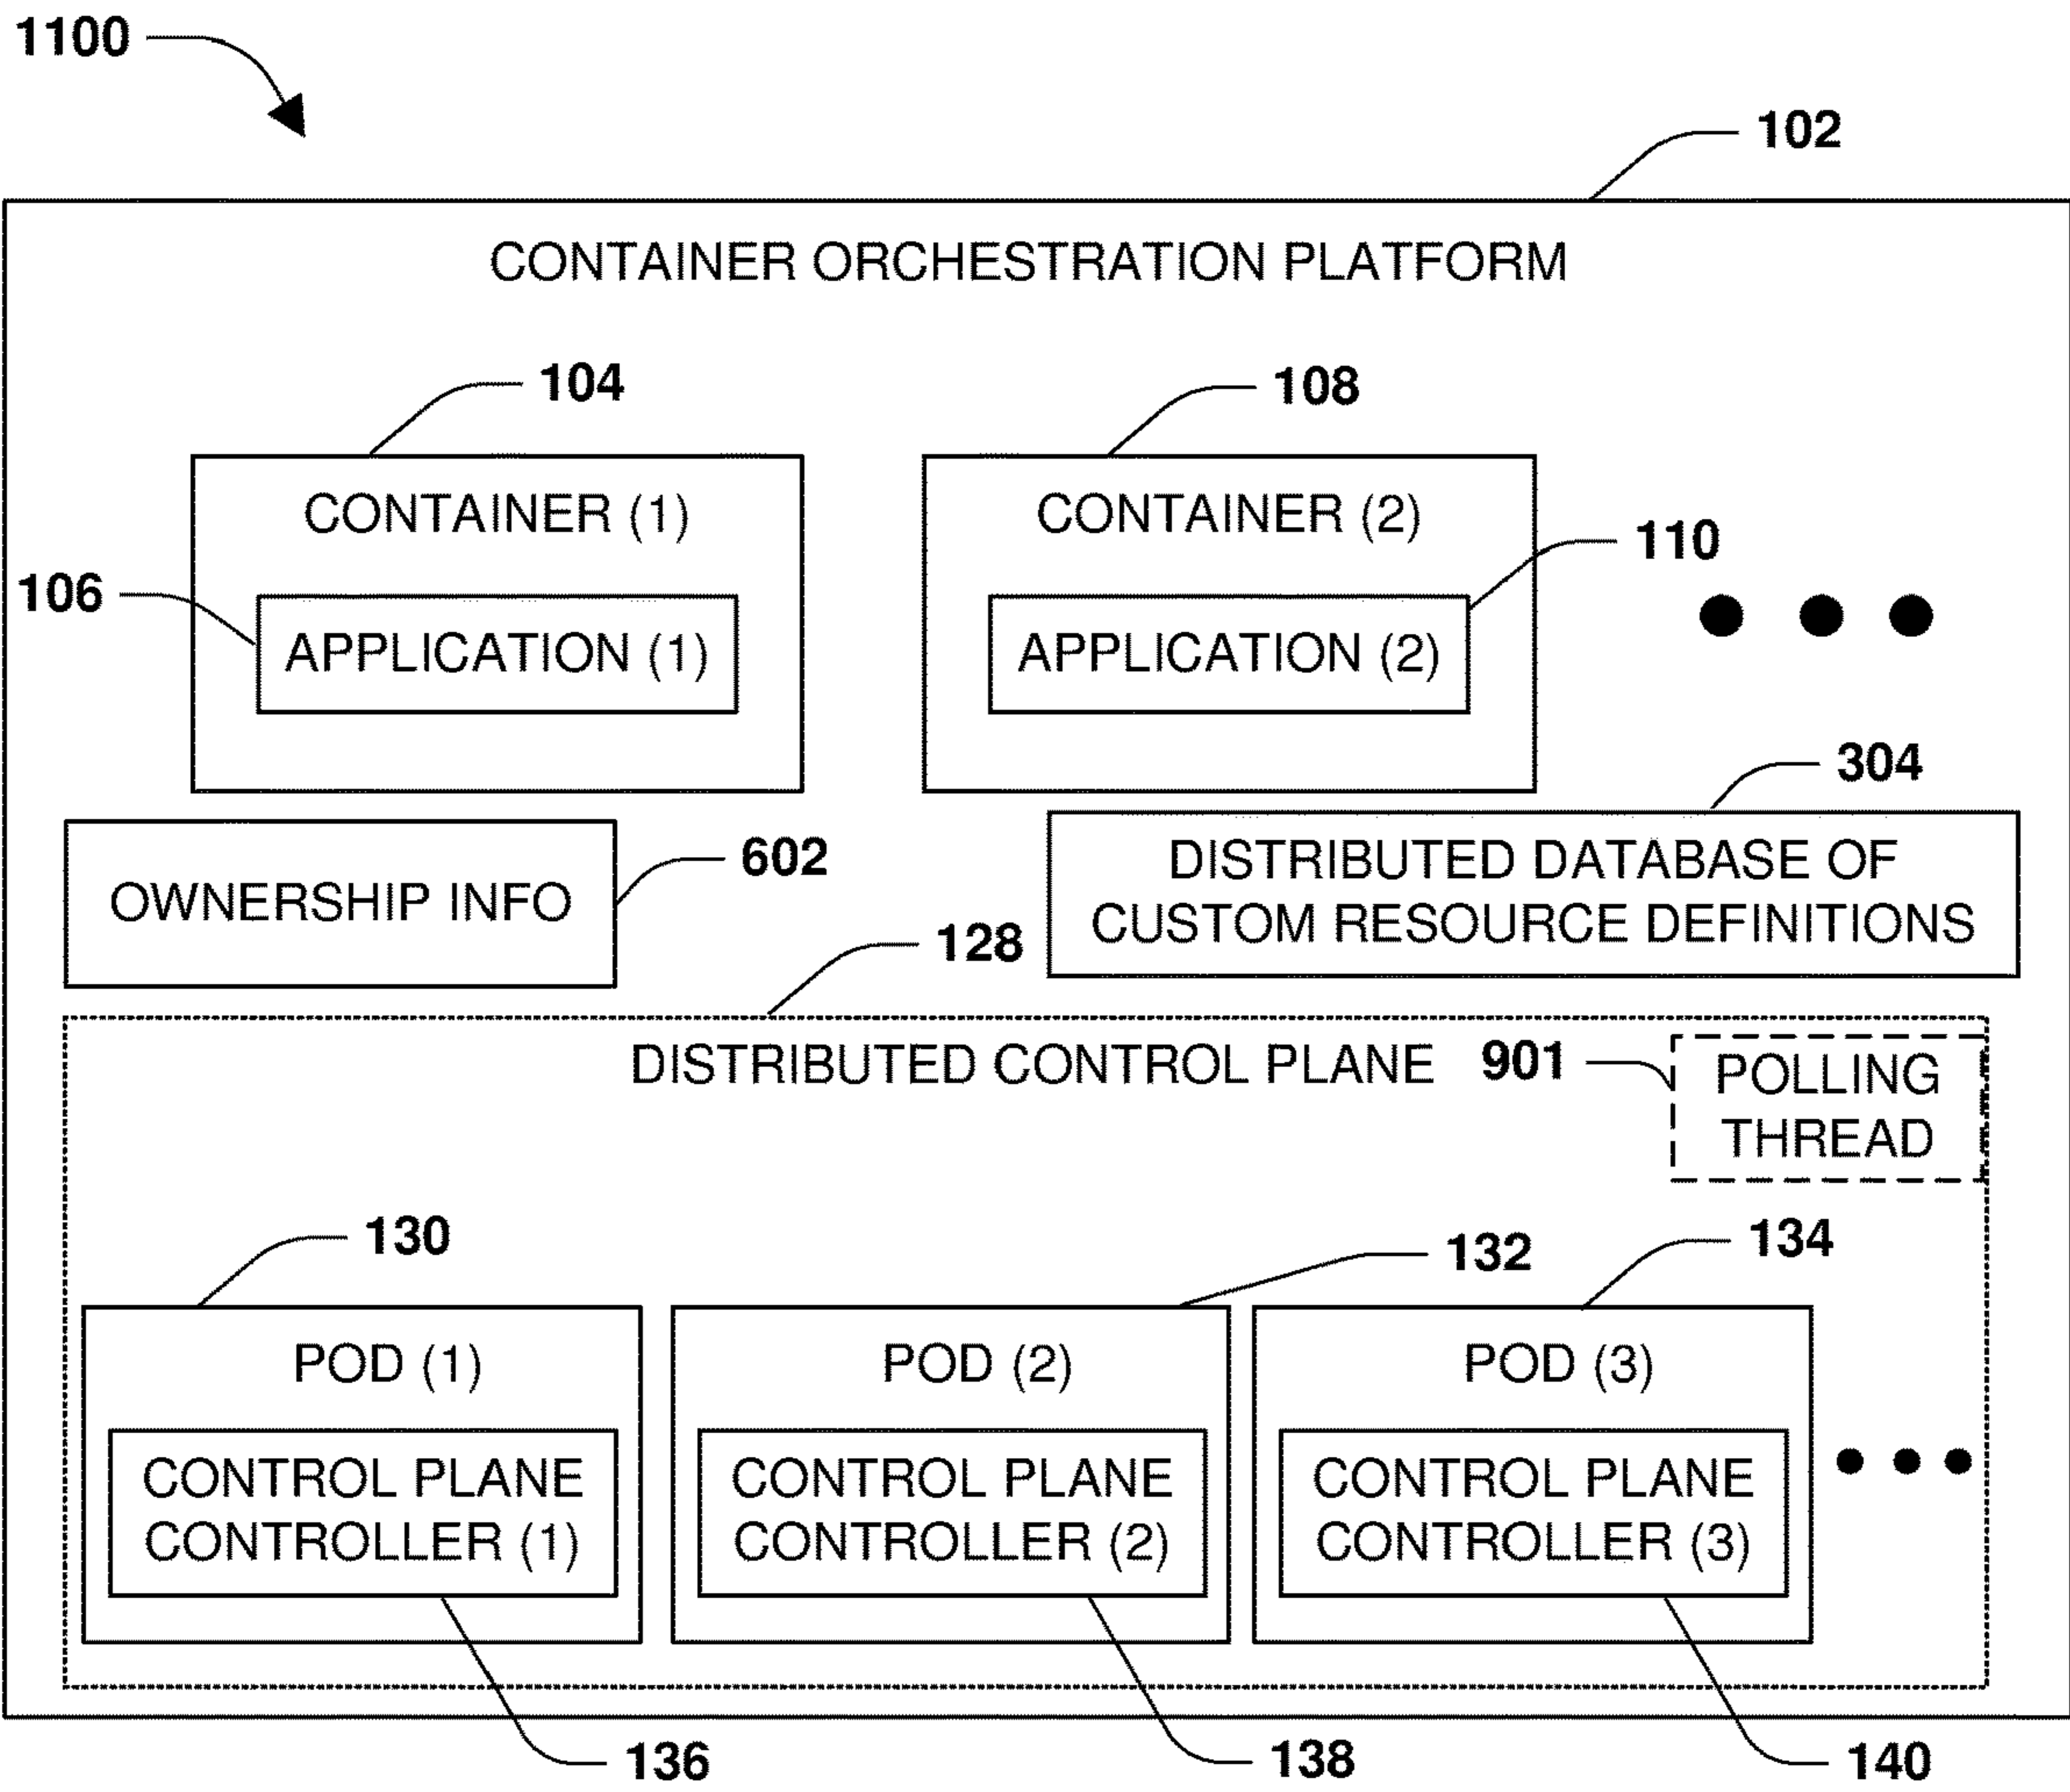 1100
102
CONTAINER ORCHESTRATION PLATFORM
104
108
CONTAINER (1)
CONTAINER (2)
110
106
APPLICATION (1)
APPLICATION (2)
304
602
OWNERSHIP INFO
DISTRIBUTED DATABASE OF
CUSTOM RESOURCE DEFINITIONS
128
DISTRIBUTED CONTROL PLANE
901
POLLING
THREAD
130
132
134
POD (1)
POD (2)
POD (3)
CONTROL PLANE
CONTROLLER (1)
CONTROL PLANE
CONTROLLER (2)
CONTROL PLANE
CONTROLLER (3)
136
138
140